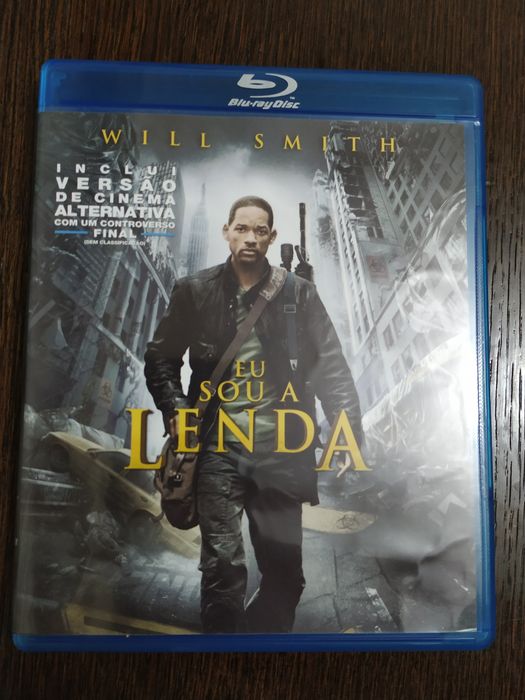 Blu-ray Disc
WILL SMITH
INCLUI
VERSÃO
DE CINEMA
ALTERNATIVA
COM UM CONTROVERSO
FINAL
(SEM CLASSIFICAÇÃO)
EU
SOU A
LENDA